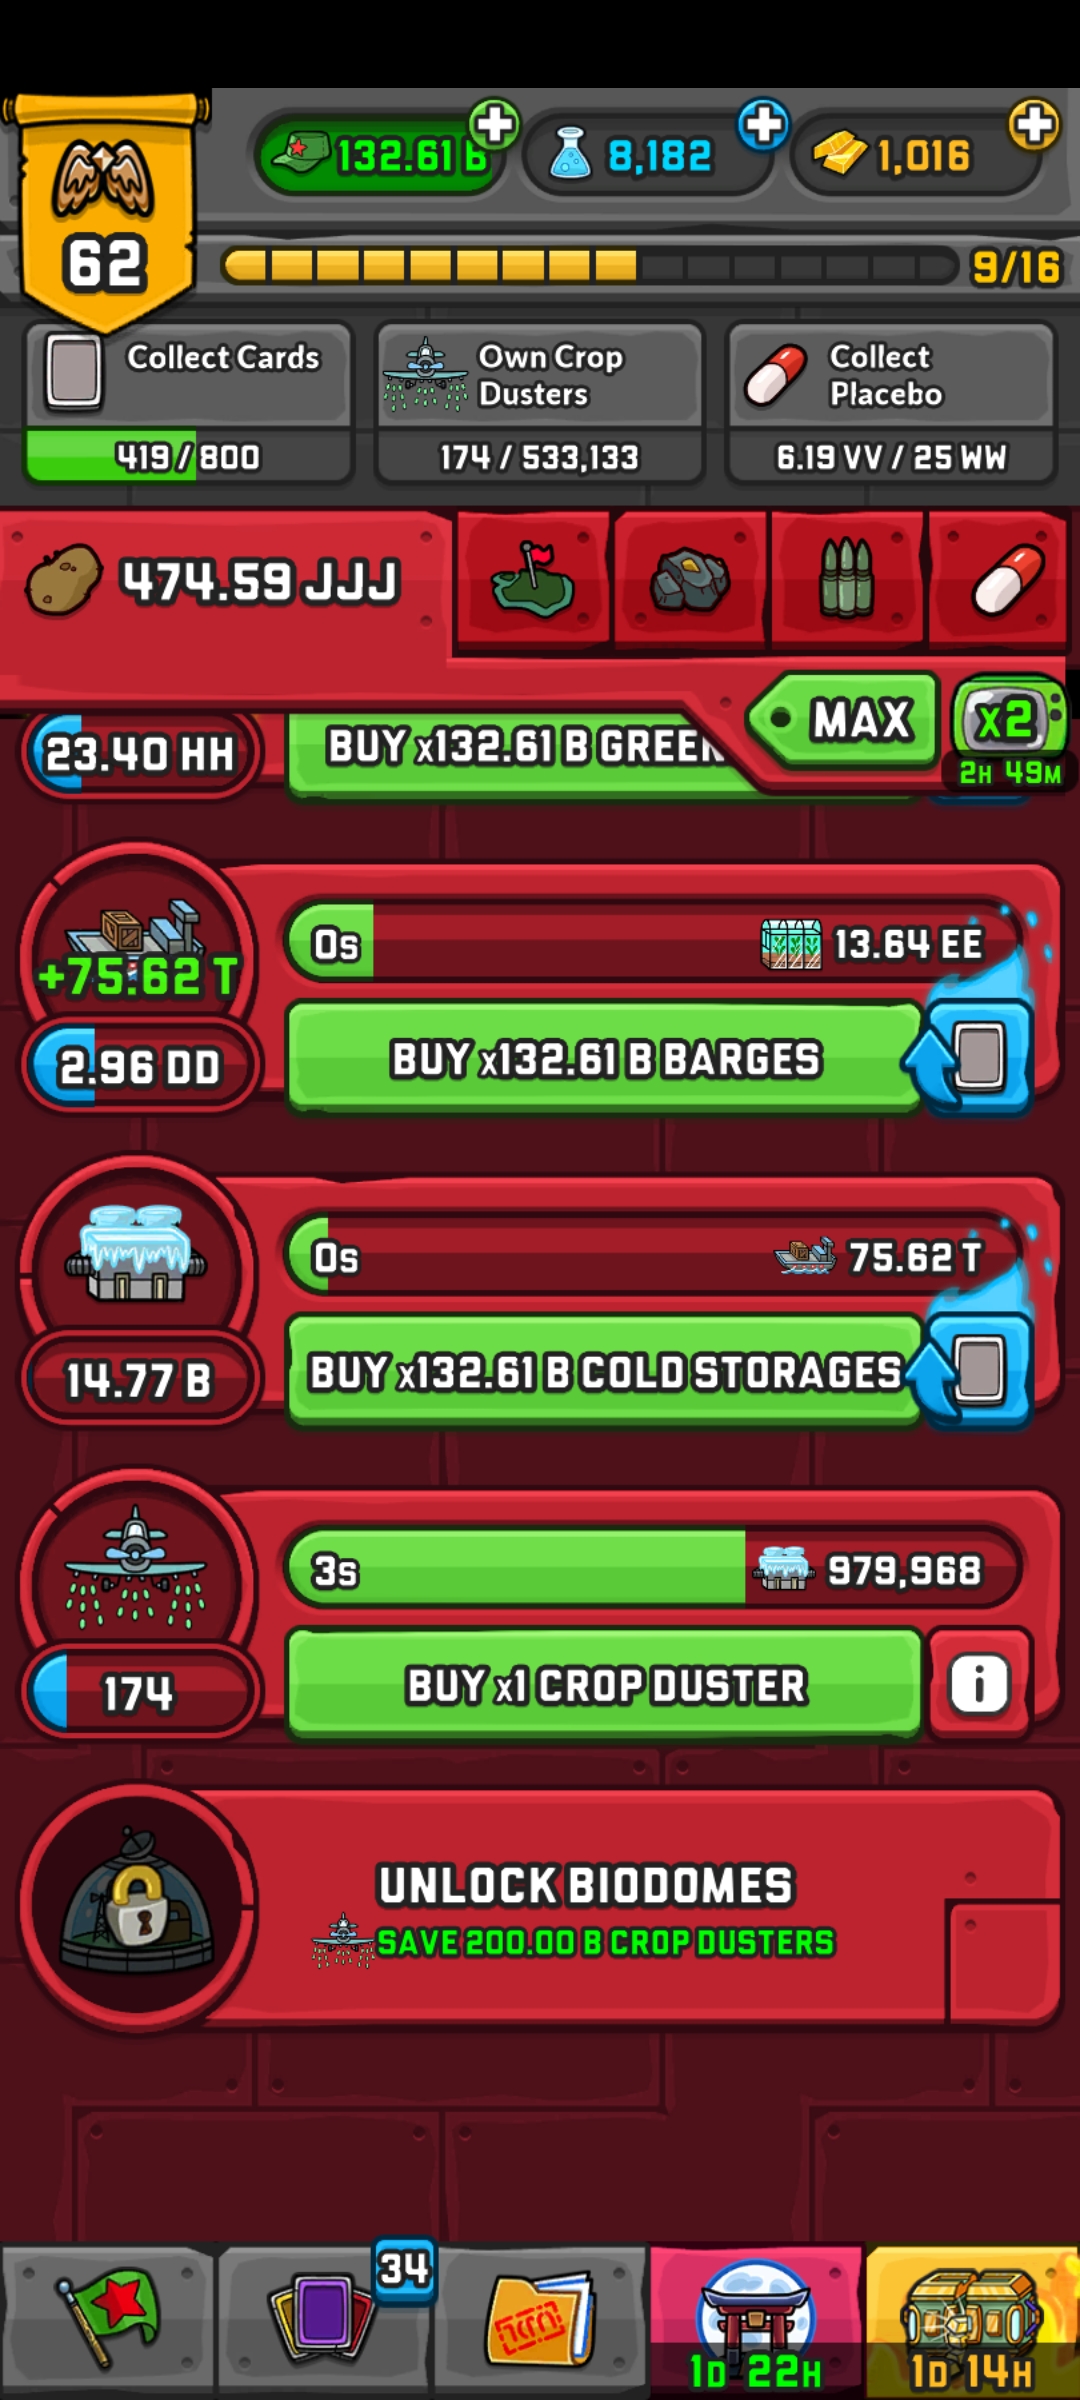 132.61 B
8,182
1,016
62
9/16
Collect Cards
419 / 800
Own Crop
Dusters
174 / 533,133
Collect
Placebo
6.19 VV / 25 WW
474.59 JJJ
MAX
x2
2H 49M
23.40 HH
BUY x132.61 B GREEN
+75.62 T
0s
13.64 EE
2.96 DD
BUY x132.61 B BARGES
0s
75.62 T
14.77 B
BUY x132.61 B COLD STORAGES
3s
979,968
174
BUY x1 CROP DUSTER
i
UNLOCK BIODOMES
SAVE 200.00 B CROP DUSTERS
34
1D 22H
1D 14H